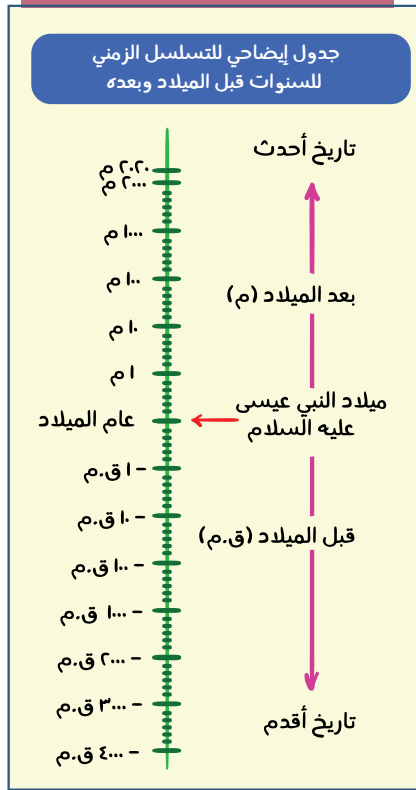 جدول إيضاحي للتسلسل الزمني
للسنوات قبل الميلاد وبعده
تاريخ أحدث
٢٠٢٠ م
٢٠٠٠ م
١٠٠٠ م
١٠٠ م
بعد الميلاد (م)
١٠ م
١ م
ميلاد النبي عيسى
عليه السلام
عام الميلاد
– ١ ق.م
– ١٠ ق.م
قبل الميلاد (ق.م)
– ١٠٠ ق.م
– ١٠٠٠ ق.م
– ٢٠٠٠ ق.م
– ٣٠٠٠ ق.م
تاريخ أقدم
– ٤٠٠٠ ق.م